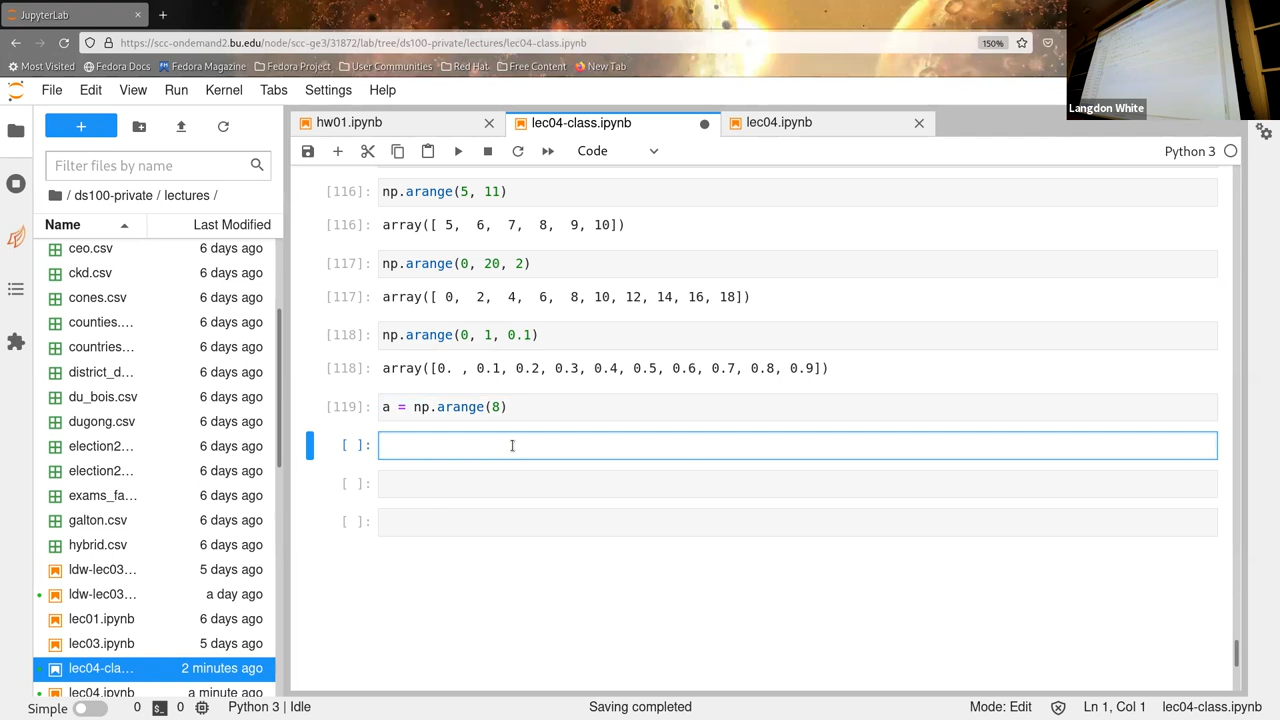 JupyterLab
https://scc-ondemand2.bu.edu/node/scc-ge3/31872/lab/tree/ds100-private/lectures/lec04-class.ipynb
150%
Most Visited
Fedora Docs
Fedora Magazine
Fedora Project
User Communities
Red Hat
Free Content
New Tab
Langdon White
File Edit View Run Kernel Tabs Settings Help
hw01.ipynb
lec04-class.ipynb
lec04.ipynb
Code
Python 3
Filter files by name
/ ds100-private / lectures /
Name Last Modified
ceo.csv 6 days ago
ckd.csv 6 days ago
cones.csv 6 days ago
counties.... 6 days ago
countries... 6 days ago
district_d... 6 days ago
du_bois.csv 6 days ago
dugong.csv 6 days ago
election2... 6 days ago
election2... 6 days ago
exams_fa... 6 days ago
galton.csv 6 days ago
hybrid.csv 6 days ago
ldw-lec03... 5 days ago
ldw-lec03... a day ago
lec01.ipynb 6 days ago
lec03.ipynb 5 days ago
lec04-cla... 2 minutes ago
lec04.ipynb a minute ago
[116]: np.arange(5, 11)
[116]: array([ 5,  6,  7,  8,  9, 10])
[117]: np.arange(0, 20, 2)
[117]: array([ 0,  2,  4,  6,  8, 10, 12, 14, 16, 18])
[118]: np.arange(0, 1, 0.1)
[118]: array([0. , 0.1, 0.2, 0.3, 0.4, 0.5, 0.6, 0.7, 0.8, 0.9])
[119]: a = np.arange(8)
[ ]:
[ ]:
[ ]:
Simple 0 $_ 0 Python 3 | Idle Saving completed Mode: Edit Ln 1, Col 1 lec04-class.ipynb